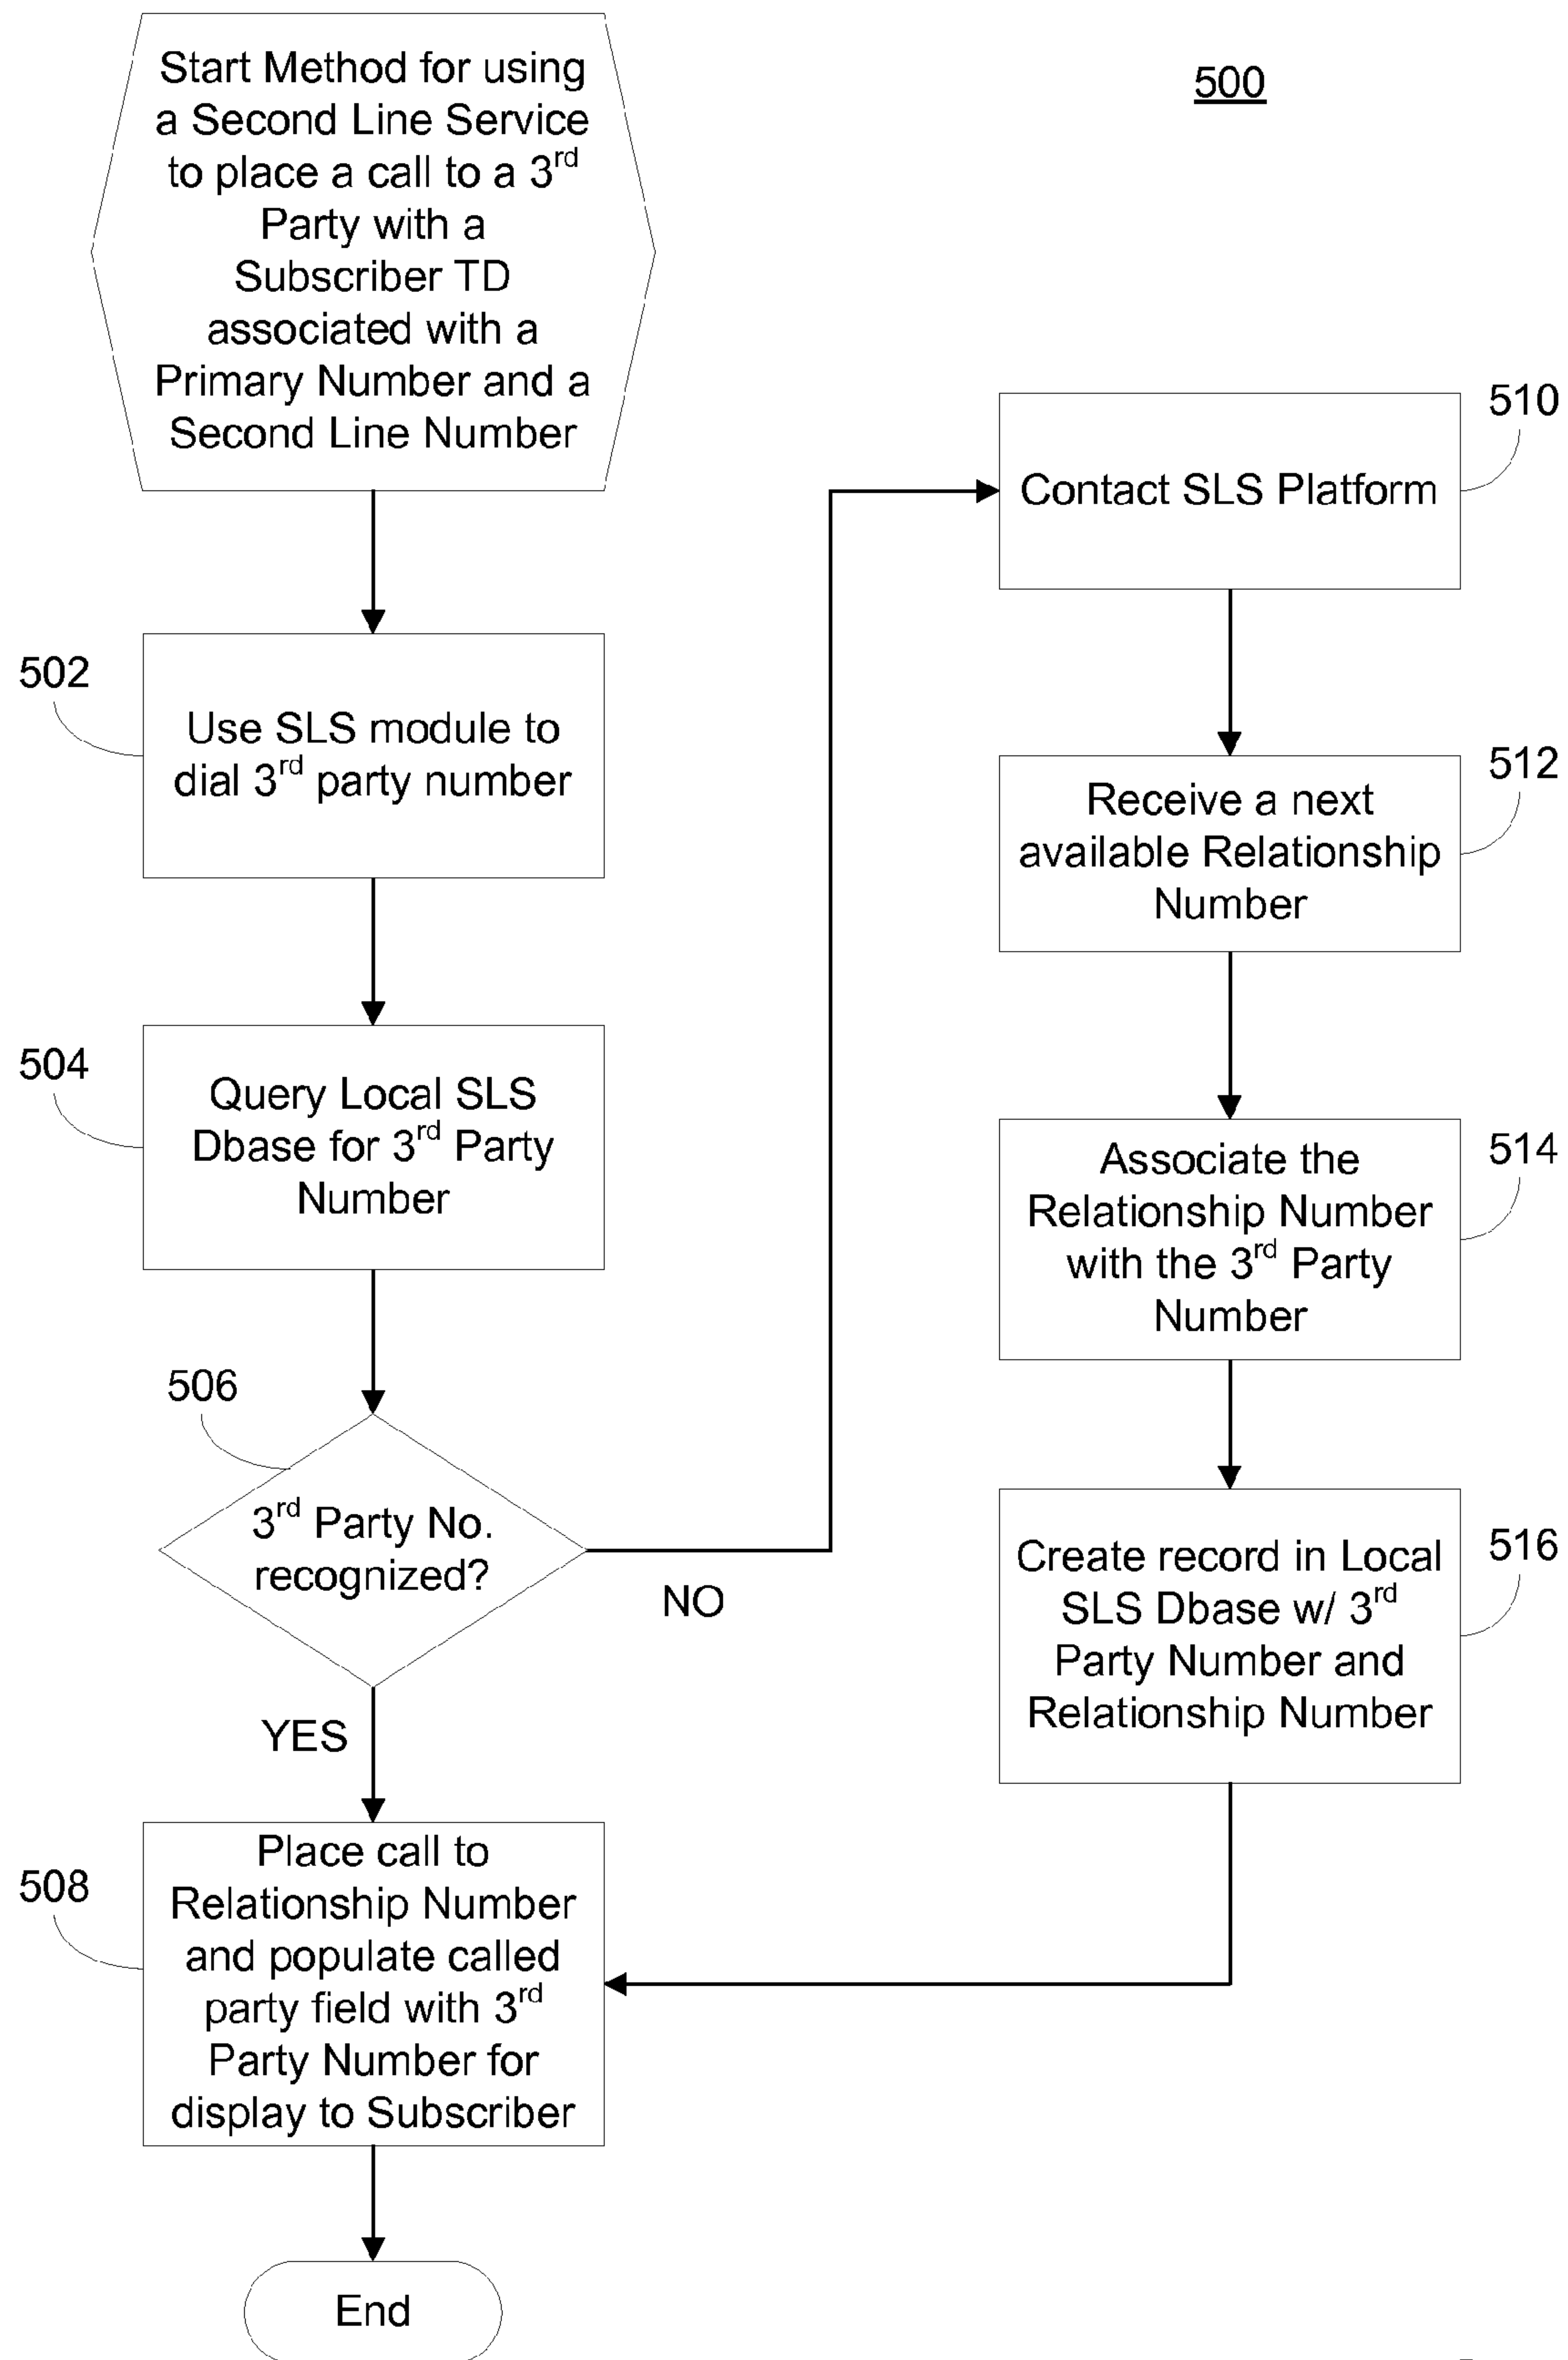 500
Start Method for using
a Second Line Service
to place a call to a 3rd
Party with a
Subscriber TD
associated with a
Primary Number and a
Second Line Number
502
Use SLS module to
dial 3rd party number
504
Query Local SLS
Dbase for 3rd Party
Number
506
3rd Party No.
recognized?
NO
YES
508
Place call to
Relationship Number
and populate called
party field with 3rd
Party Number for
display to Subscriber
End
510
Contact SLS Platform
512
Receive a next
available Relationship
Number
514
Associate the
Relationship Number
with the 3rd Party
Number
516
Create record in Local
SLS Dbase w/ 3rd
Party Number and
Relationship Number